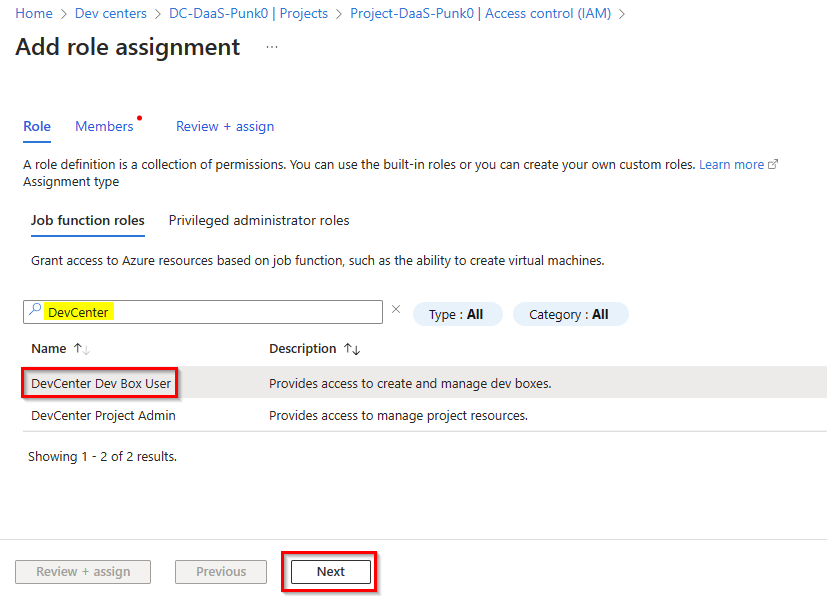 Home > Dev centers > DC-DaaS-Punk0 | Projects > Project-DaaS-Punk0 | Access control (IAM) >
Add role assignment ...
Role Members Review + assign
A role definition is a collection of permissions. You can use the built-in roles or you can create your own custom roles. Learn more
Assignment type
Job function roles Privileged administrator roles
Grant access to Azure resources based on job function, such as the ability to create virtual machines.
DevCenter × Type : All Category : All
Name ↑↓ Description ↑↓
DevCenter Dev Box User Provides access to create and manage dev boxes.
DevCenter Project Admin Provides access to manage project resources.
Showing 1 - 2 of 2 results.
Review + assign Previous Next